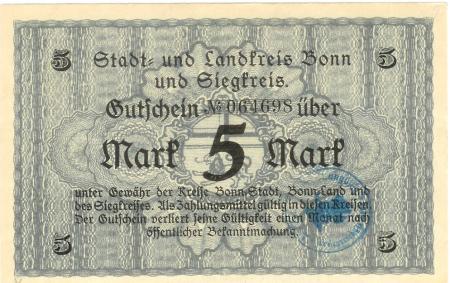 5 Stadt- und Landkreis Bonn 5
und Siegkreis.
Gutschein № 064698 über
Mark 5 Mark
unter Gewähr der Kreise Bonn-Stadt, Bonn-Land und
des Siegkreises. Als Zahlungsmittel gültig in diesen Kreisen.
Der Gutschein verliert seine Gültigkeit einen Monat nach
5 öffentlicher Bekanntmachung. 5